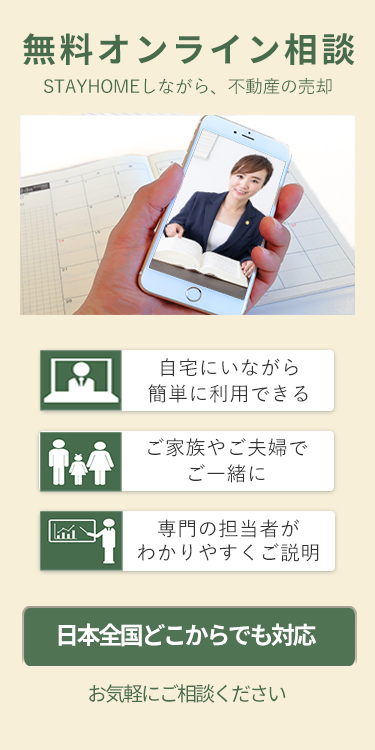 無料オンライン相談
STAYHOMEしながら、不動産の売却
自宅にいながら
簡単に利用できる
ご家族やご夫婦で
ご一緒に
専門の担当者が
わかりやすくご説明
日本全国どこからでも対応
お気軽にご相談ください